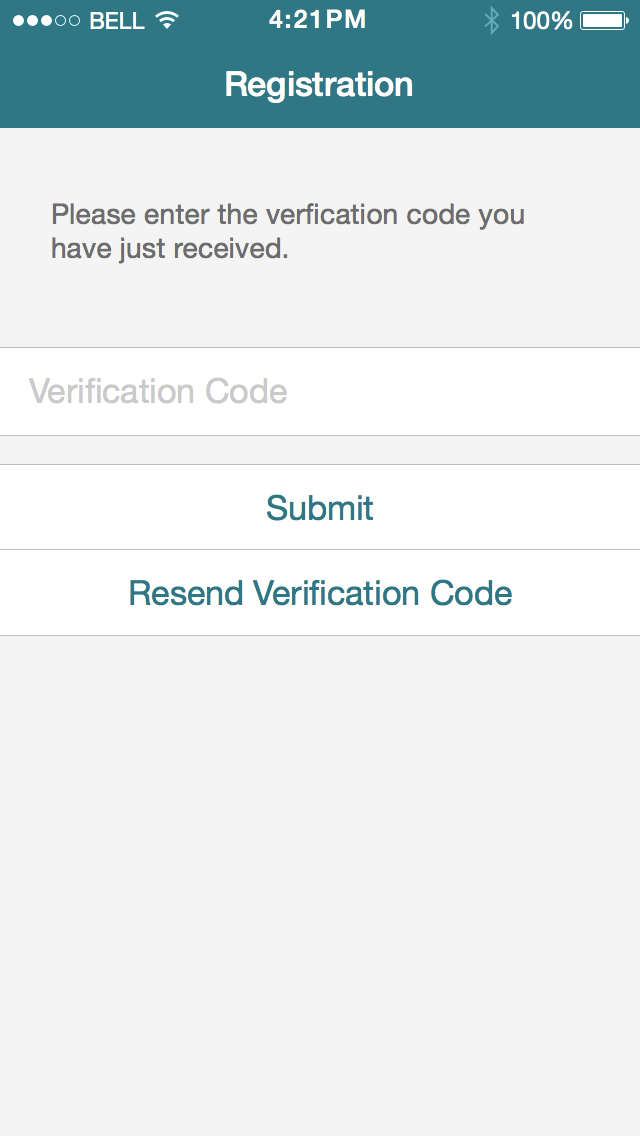 BELL 4:21 PM 100%
Registration
Please enter the verfication code you
have just received.
Verification Code
Submit
Resend Verification Code